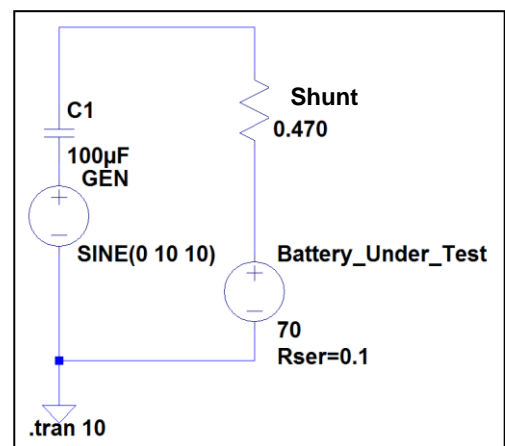 C1
100µF
GEN
SINE(0 10 10)
Shunt
0.470
Battery_Under_Test
70
Rser=0.1
.tran 10